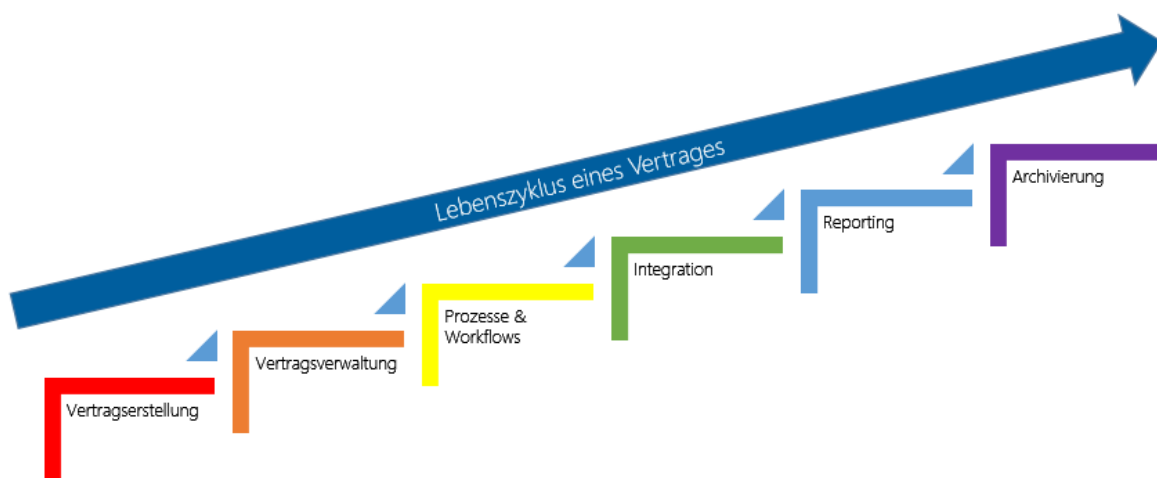 Lebenszyklus eines Vertrages
Vertragserstellung
Vertragsverwaltung
Prozesse &
Workflows
Integration
Reporting
Archivierung